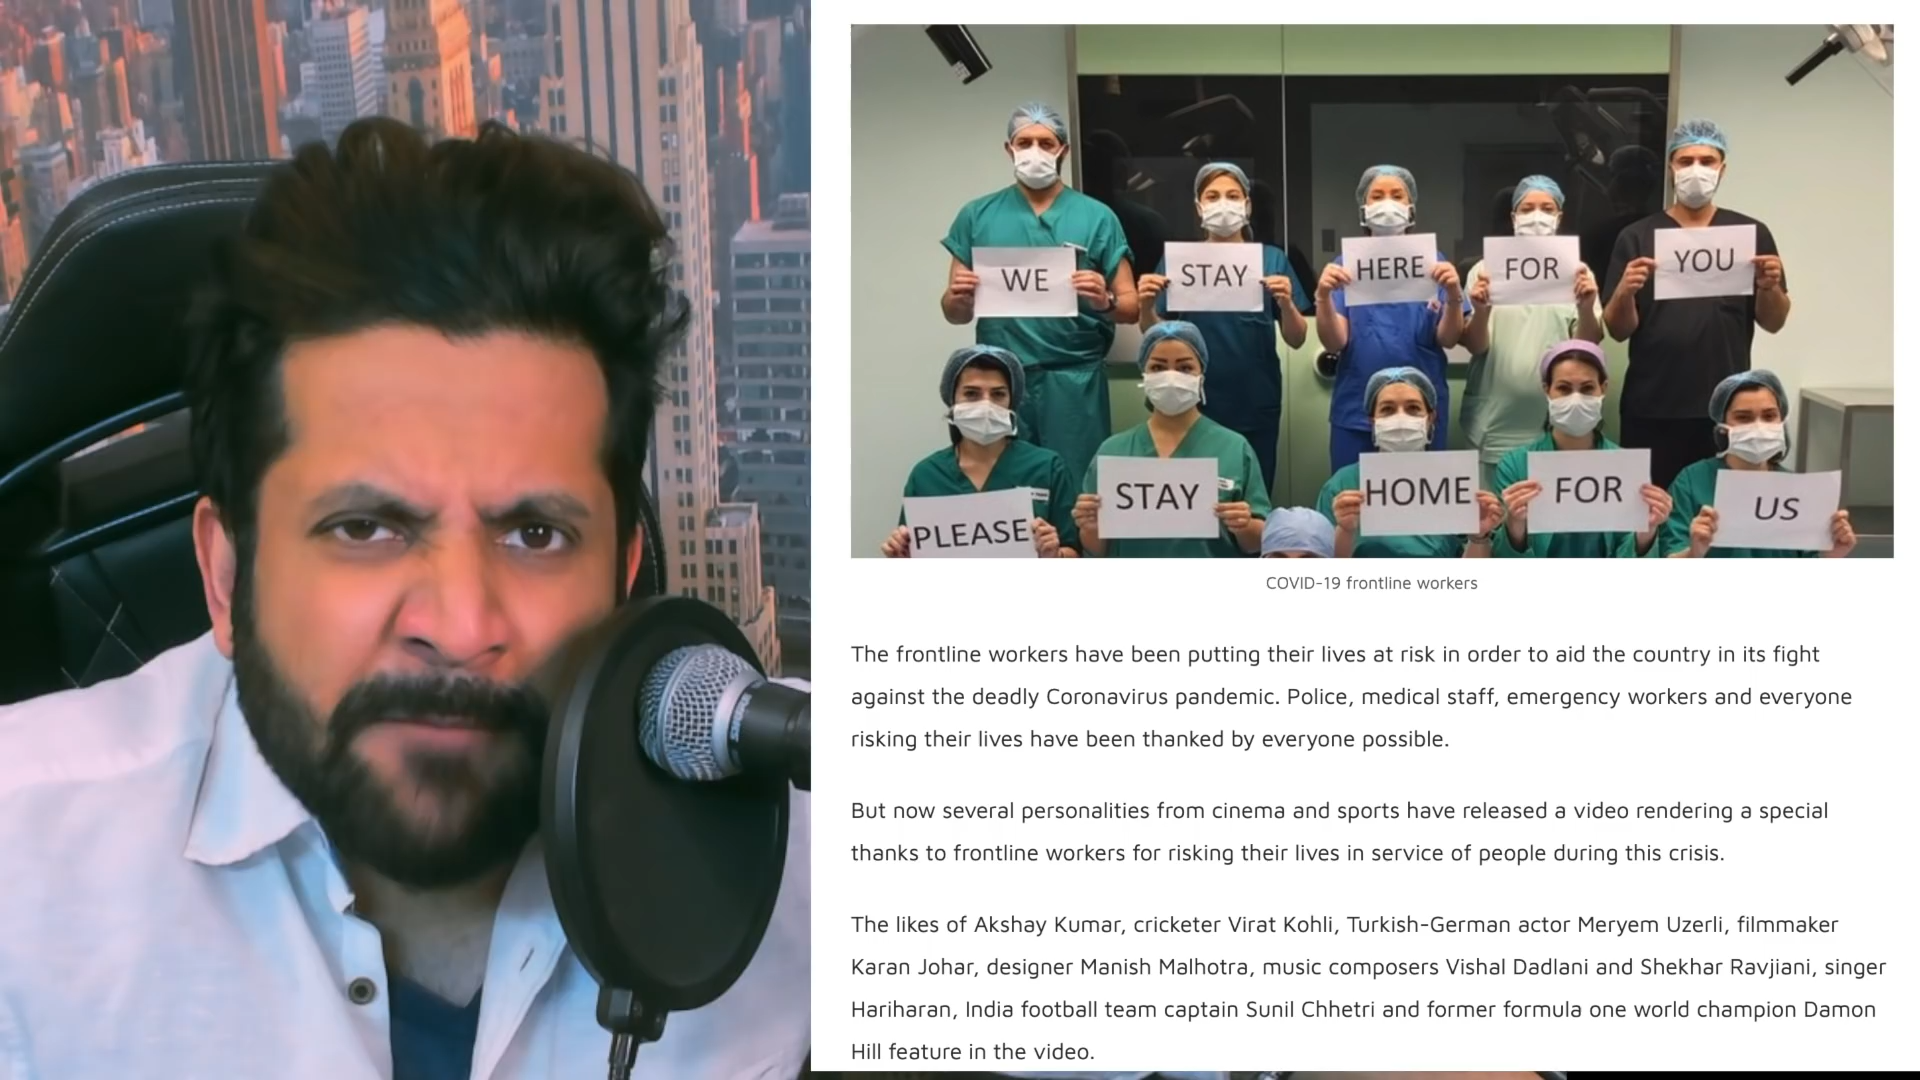 WE STAY HERE FOR YOU
PLEASE STAY HOME FOR US
COVID-19 frontline workers
The frontline workers have been putting their lives at risk in order to aid the country in its fight
against the deadly Coronavirus pandemic. Police, medical staff, emergency workers and everyone
risking their lives have been thanked by everyone possible.
But now several personalities from cinema and sports have released a video rendering a special
thanks to frontline workers for risking their lives in service of people during this crisis.
The likes of Akshay Kumar, cricketer Virat Kohli, Turkish-German actor Meryem Uzerli, filmmaker
Karan Johar, designer Manish Malhotra, music composers Vishal Dadlani and Shekhar Ravjiani, singer
Hariharan, India football team captain Sunil Chhetri and former formula one world champion Damon
Hill feature in the video.